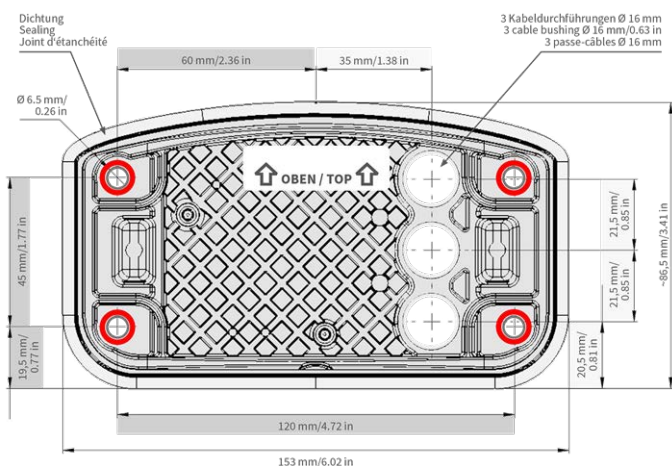 Dichtung
Sealing
Joint d'étanchéité
3 Kabeldurchführungen Ø 16 mm
3 cable bushing Ø 16 mm/0.63 in
3 passe-câbles Ø 16 mm
60 mm/2.36 in
35 mm/1.38 in
Ø 6.5 mm/
0.26 in
OBEN / TOP
45 mm/1.77 in
19,5 mm/
0.77 in
21,5 mm/
0.85 in
21,5 mm/
0.85 in
20,5 mm/
0.81 in
~86,5 mm/3.41 in
120 mm/4.72 in
153 mm/6.02 in